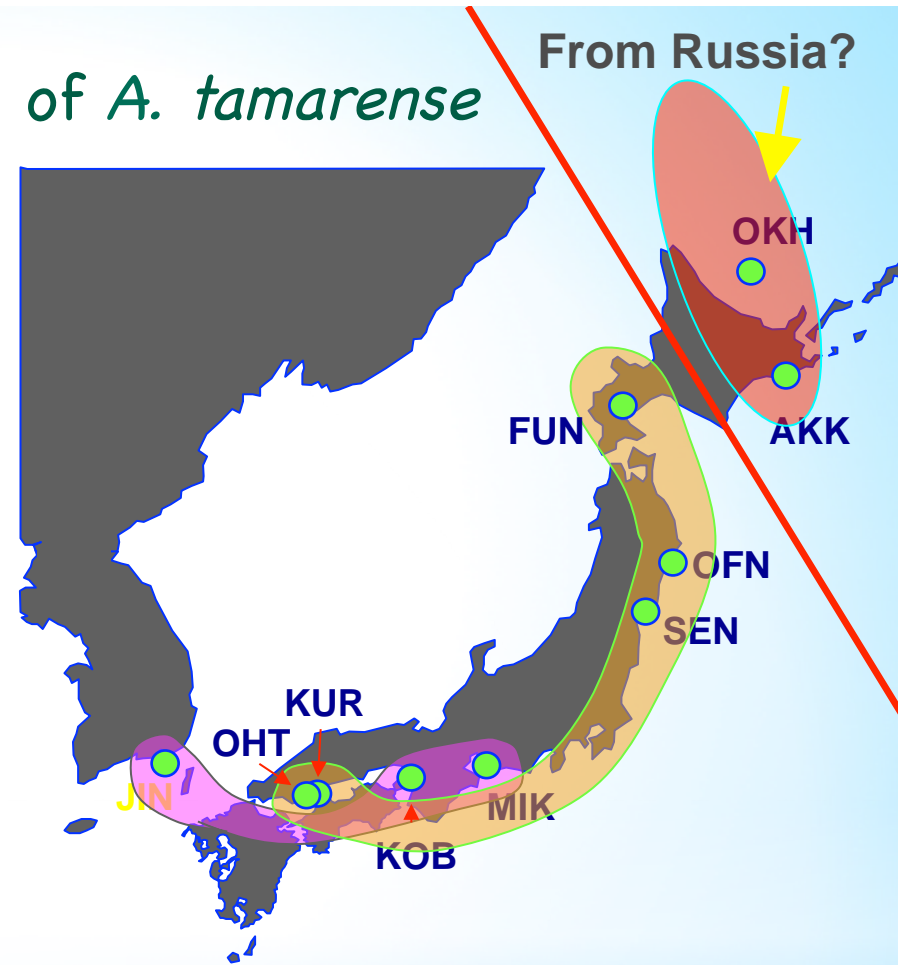 From Russia?
of A. tamarense
OKH
FUN
AKK
OFN
SEN
KUR
OHT
JIN
MIK
KOB